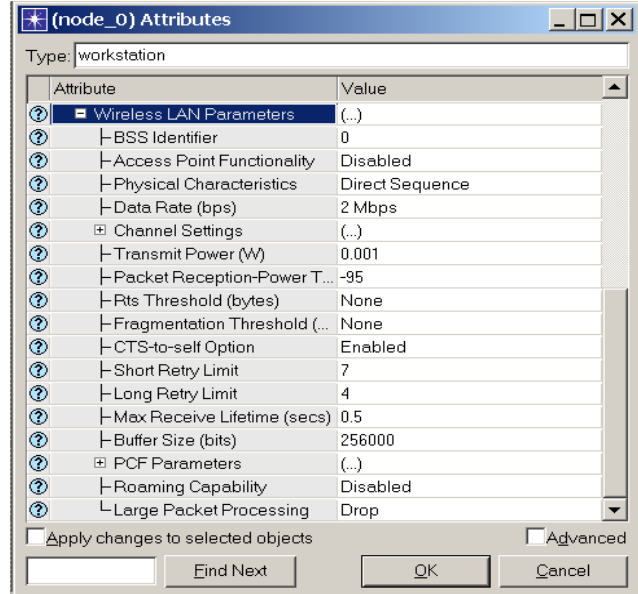 (node_0) Attributes
Type: workstation
Attribute Value
Wireless LAN Parameters (...)
BSS Identifier 0
Access Point Functionality Disabled
Physical Characteristics Direct Sequence
Data Rate (bps) 2 Mbps
Channel Settings (...)
Transmit Power (W) 0.001
Packet Reception-Power T... -95
Rts Threshold (bytes) None
Fragmentation Threshold (... None
CTS-to-self Option Enabled
Short Retry Limit 7
Long Retry Limit 4
Max Receive Lifetime (secs) 0.5
Buffer Size (bits) 256000
PCF Parameters (...)
Roaming Capability Disabled
Large Packet Processing Drop
Apply changes to selected objects Advanced
Find Next OK Cancel